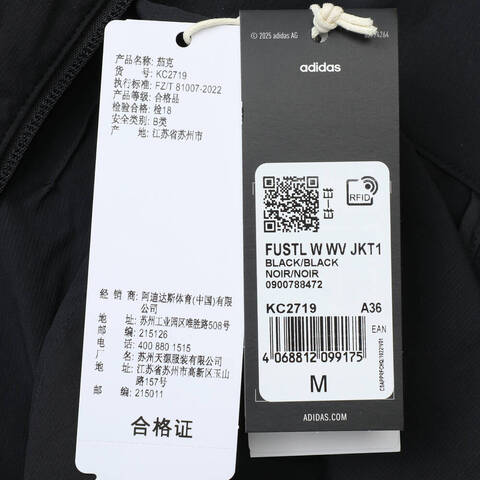 产品名称: 茄克
货 号: KC2719
执行标准: FZ/T 81007-2022
产品等级: 合格品
检验合格: 检18
安全类别: B类
产 地: 江苏省苏州市
经 销 商: 阿迪达斯体育(中国)有限
公司
地 址: 苏州工业园区唯胜路508号
邮 编: 215126
电 话: 400 880 1515
制 造 商: 苏州天源服装有限公司
地 址: 江苏省苏州市高新区玉山
路157号
邮 编: 215011
合格证
© 2025 adidas AG
adidas
RFID
FUSTL W WV JKT1
BLACK/BLACK
NOIR/NOIR
0900788472
KC2719 A36
EAN
4 068812 099175
M
ADIDAS.COM